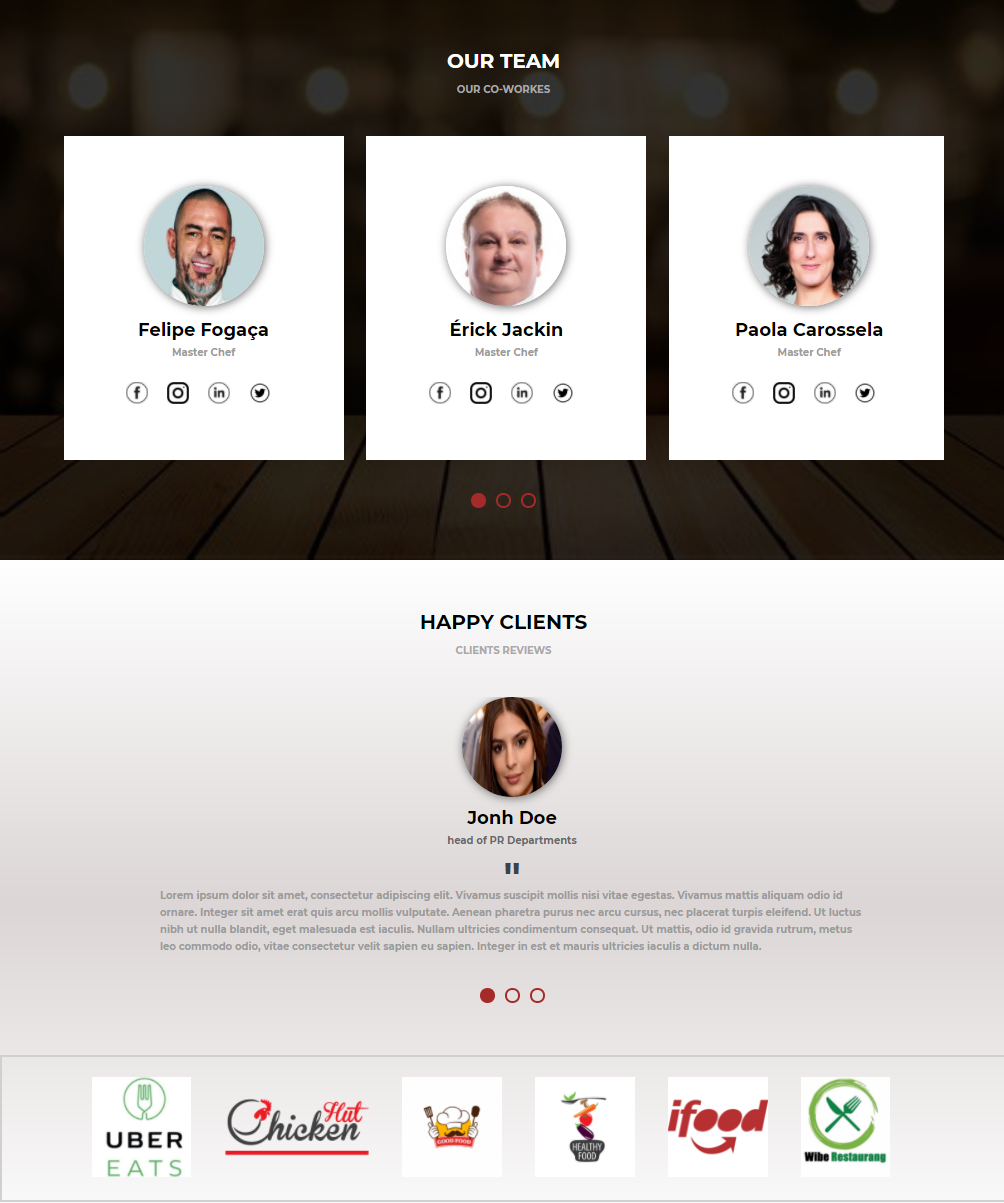 OUR TEAM
OUR CO-WORKES
Felipe Fogaça
Master Chef
Érick Jackin
Master Chef
Paola Carossela
Master Chef
HAPPY CLIENTS
CLIENTS REVIEWS
Jonh Doe
head of PR Departments
"
Lorem ipsum dolor sit amet, consectetur adipiscing elit. Vivamus suscipit mollis nisi vitae egestas. Vivamus mattis aliquam odio id
ornare. Integer sit amet erat quis arcu mollis vulputate. Aenean pharetra purus nec arcu cursus, nec placerat turpis eleifend. Ut luctus
nibh ut nulla blandit, eget malesuada est iaculis. Nullam ultricies condimentum consequat. Ut mattis, odio id gravida rutrum, metus
leo commodo odio, vitae consectetur velit sapien eu sapien. Integer in est et mauris ultricies iaculis a dictum nulla.
UBER
EATS
Chicken Hut
GOOD FOOD
HEALTHY
FOOD
ifood
Wibe Restaurang